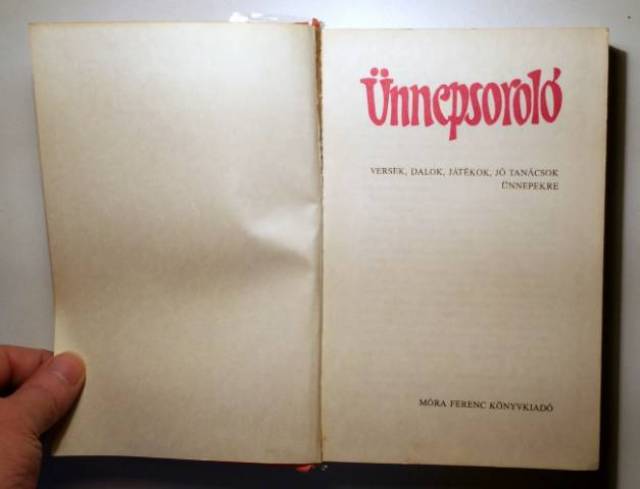 Ünnepsoroló
VERSEK, DALOK, JÁTÉKOK, JÓ TANÁCSOK
ÜNNEPEKRE
MÓRA FERENC KÖNYVKIADÓ